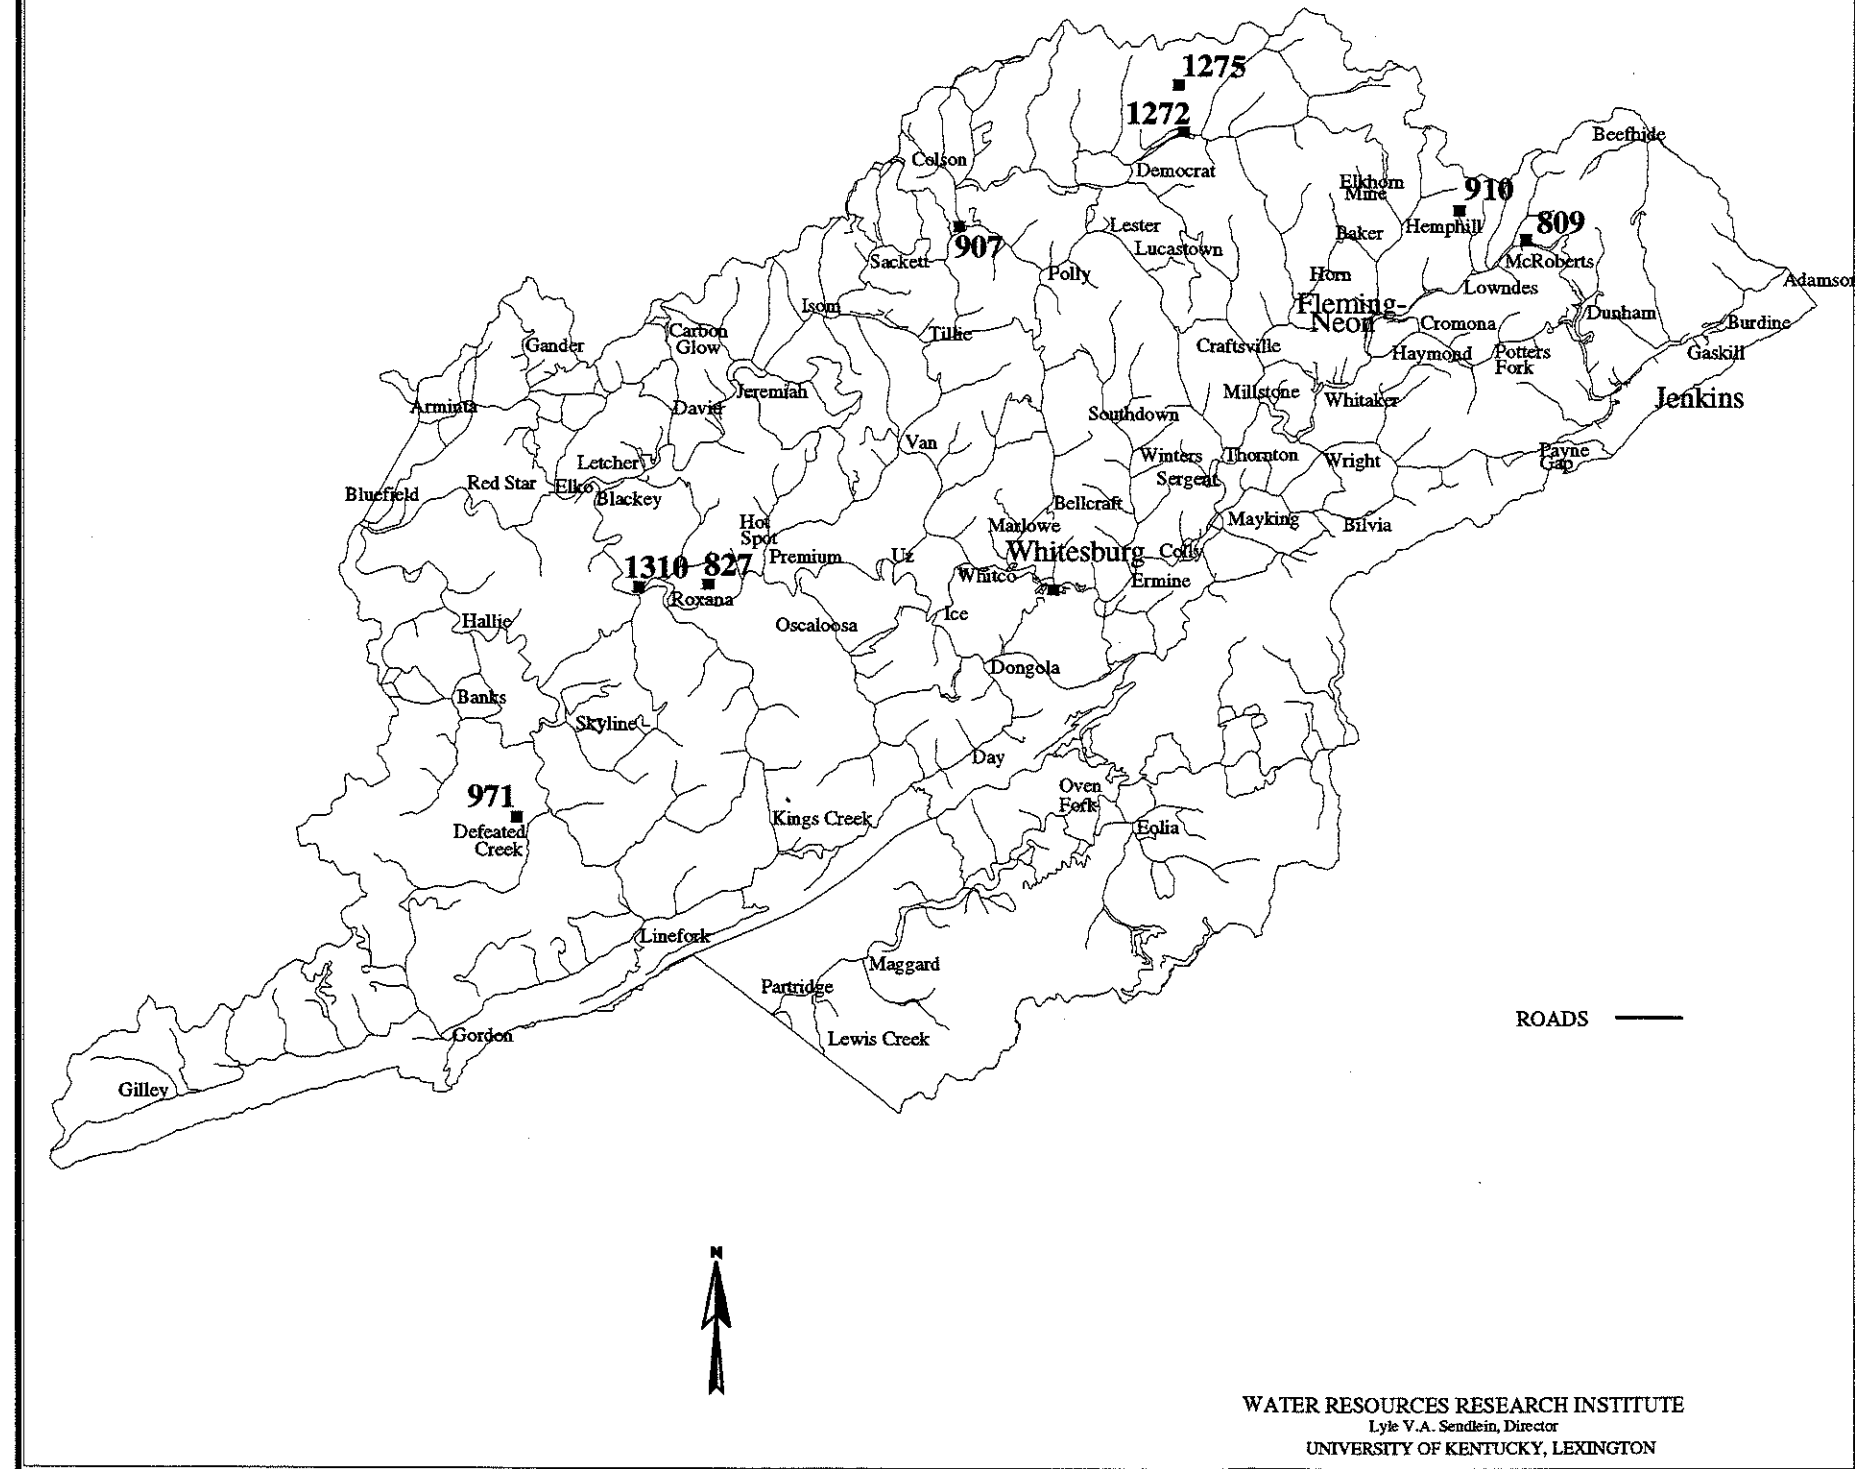 1275
1272
Beefhide
Colson
Democrat
Elkhorn
Mine
910
Hemphill
809
Lester
Baker
907
Lucastown
Sackett
McRoberts
Polly
Horn
Adamson
Lowndes
Isom
Fleming-
Neon
Dunham
Cromona
Burdine
Carbon
Glow
Tillie
Gander
Craftsville
Haymond
Potters
Fork
Gaskill
Jeremiah
Millstone
Whitaker
Jenkins
Arminta
David
Southdown
Van
Payne
Gap
Letcher
Winters
Thornton
Wright
Red Star
Elko
Sergent
Bluefield
Blackey
Bellcraft
Hot
Spot
Marlowe
Mayking
Bilvia
Whitesburg
Colly
Premium
Uz
1310
827
Whitco
Ermine
Roxana
Hallie
Oscaloosa
Ice
Dongola
Banks
Skyline
Day
971
Oven
Fork
Defeated
Creek
Kings Creek
Eolia
Linefork
Maggard
Partridge
Gordon
Lewis Creek
ROADS
Gilley
N
WATER RESOURCES RESEARCH INSTITUTE
Lyle V.A. Sendlein, Director
UNIVERSITY OF KENTUCKY, LEXINGTON